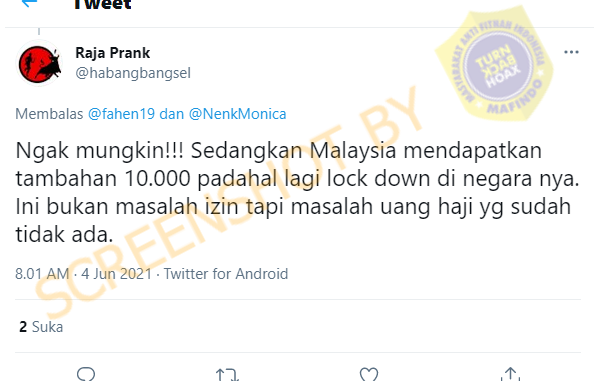 Tweet
Raja Prank
@habangbangsel
Membalas @fahen19 dan @NenkMonica
Ngak mungkin!!! Sedangkan Malaysia mendapatkan
tambahan 10.000 padahal lagi lock down di negara nya.
Ini bukan masalah izin tapi masalah uang haji yg sudah
tidak ada.
8.01 AM · 4 Jun 2021 · Twitter for Android
2 Suka
SCREENSHOT BY
MASYARAKAT ANTI FITNAH INDONESIA
TURN
BACK
HOAX
MAFINDO